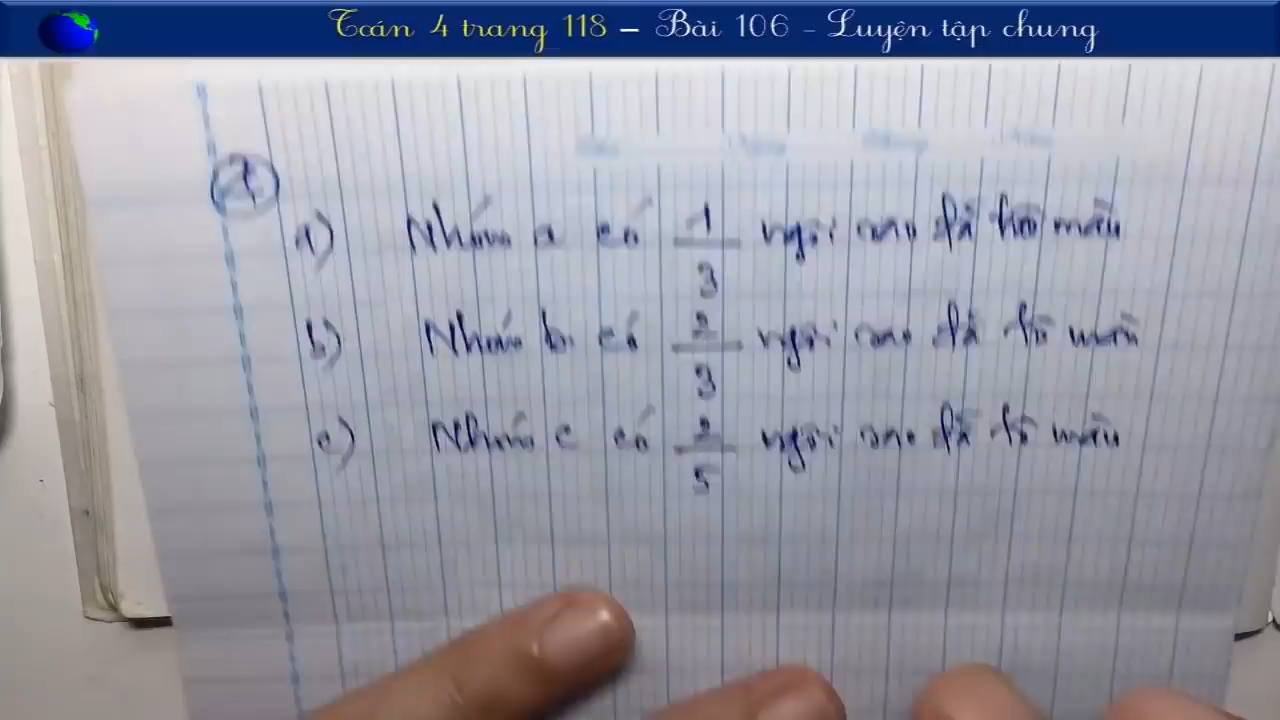 Toán 4 trang 118 – Bài 106 - Luyện tập chung
a) Nhóm a có 1/3 ngôi sao đã tô màu
b) Nhóm b có 2/3 ngôi sao đã tô màu
c) Nhóm c có 2/5 ngôi sao đã tô màu